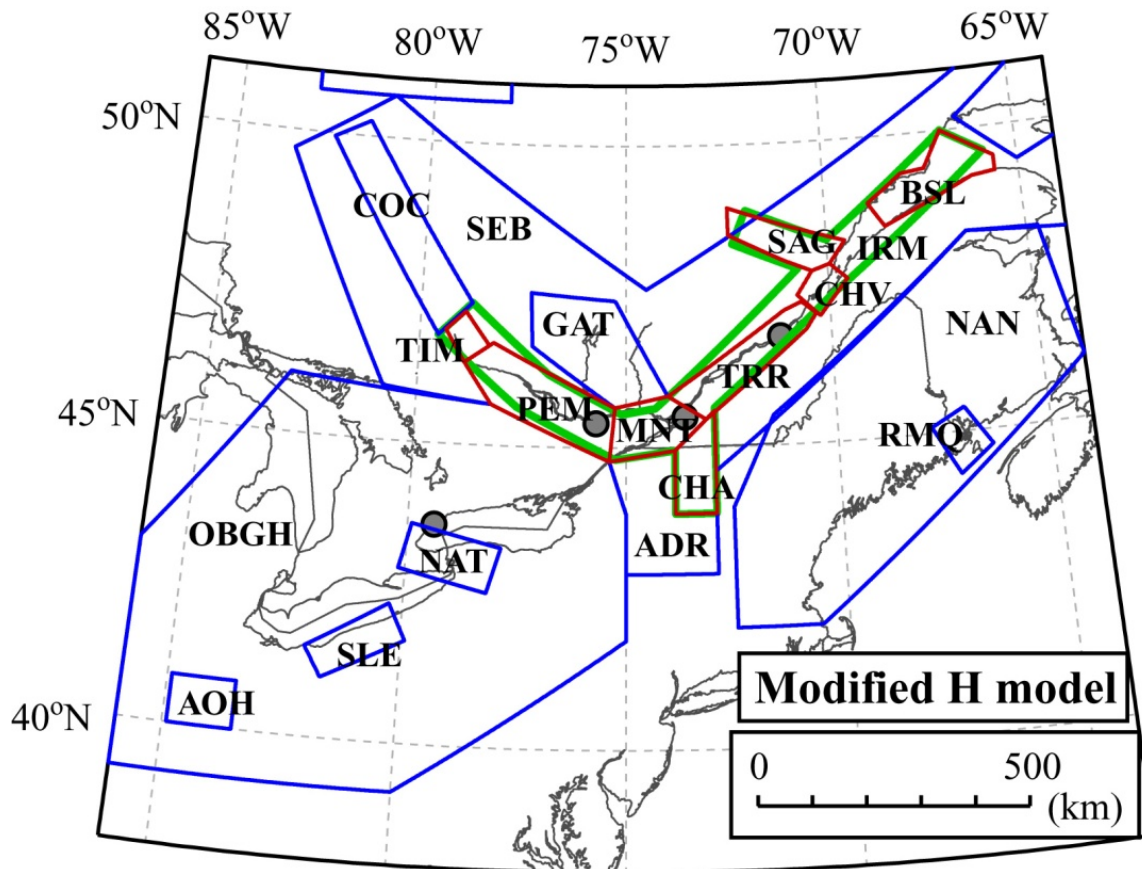 85°W 80°W 75°W 70°W 65°W
50°N
BSL
COC
SEB
SAG
IRM
CHV
GAT
NAN
TIM
TRR
45°N
PEM
MNT
RMQ
CHA
OBGH
ADR
NAT
SLE
Modified H model
AOH
40°N
0 500
(km)